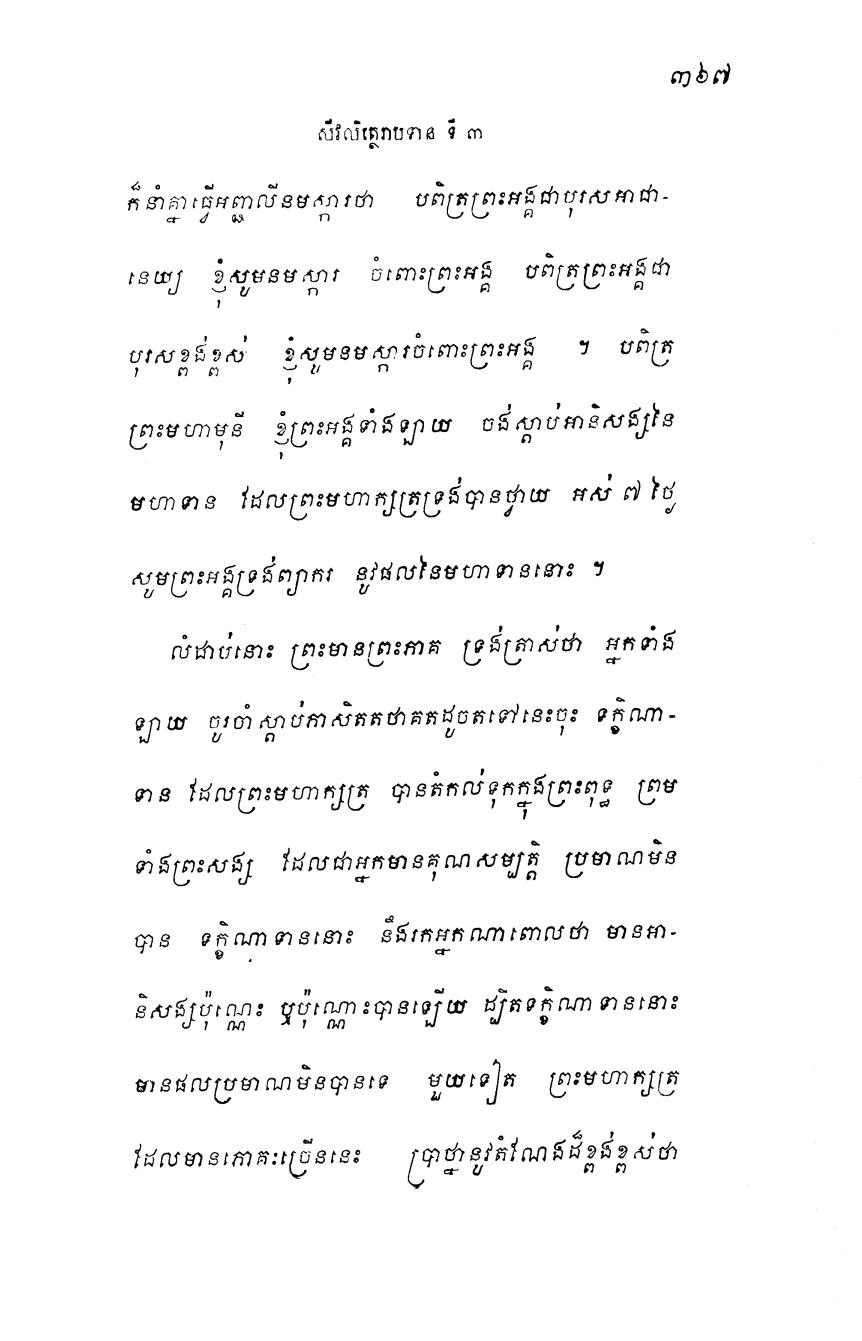 ៣៦៧
សីវលិត្ថេរាបទាន ទី ៣
ក៏នាំគ្នាធ្វើអញ្ជលីនមស្ការថា បពិត្រព្រះអង្គជាបុរសអាជា-
នេយ្យ ខ្ញុំសូមនមស្ការ ចំពោះព្រះអង្គ បពិត្រព្រះអង្គជា
បុរសខ្ពង់ខ្ពស់ ខ្ញុំសូមនមស្ការចំពោះព្រះអង្គ ។ បពិត្រ
ព្រះមហាមុនី ខ្ញុំព្រះអង្គទាំងឡាយ ចង់ស្តាប់អានិសង្សនៃ
មហាទាន ដែលព្រះមហាក្សត្រទ្រង់បានថ្វាយ អស់ ៧ ថ្ងៃ
សូមព្រះអង្គទ្រង់ព្យាករ នូវផលនៃមហាទាននោះ ។
លំដាប់នោះ ព្រះមានព្រះភាគ ទ្រង់ត្រាស់ថា អ្នកទាំង
ឡាយ ចូរចាំស្តាប់ភាសិតតថាគតដូចតទៅនេះចុះ ទក្ខិណា-
ទាន ដែលព្រះមហាក្សត្រ បានតំកល់ទុកក្នុងព្រះពុទ្ធ ព្រម
ទាំងព្រះសង្ឃ ដែលជាអ្នកមានគុណសម្បត្តិ ប្រមាណមិន
បាន ទក្ខិណាទាននោះ នឹងរកអ្នកណាពោលថា មានអា-
និសង្សប៉ុណ្ណេះ ឬប៉ុណ្ណោះបានឡើយ ដ្បិតទក្ខិណាទាននោះ
មានផលប្រមាណមិនបានទេ មួយទៀត ព្រះមហាក្សត្រ
ដែលមានភោគៈច្រើននេះ ប្រាថ្នានូវតំណែងដ៏ខ្ពង់ខ្ពស់ថា